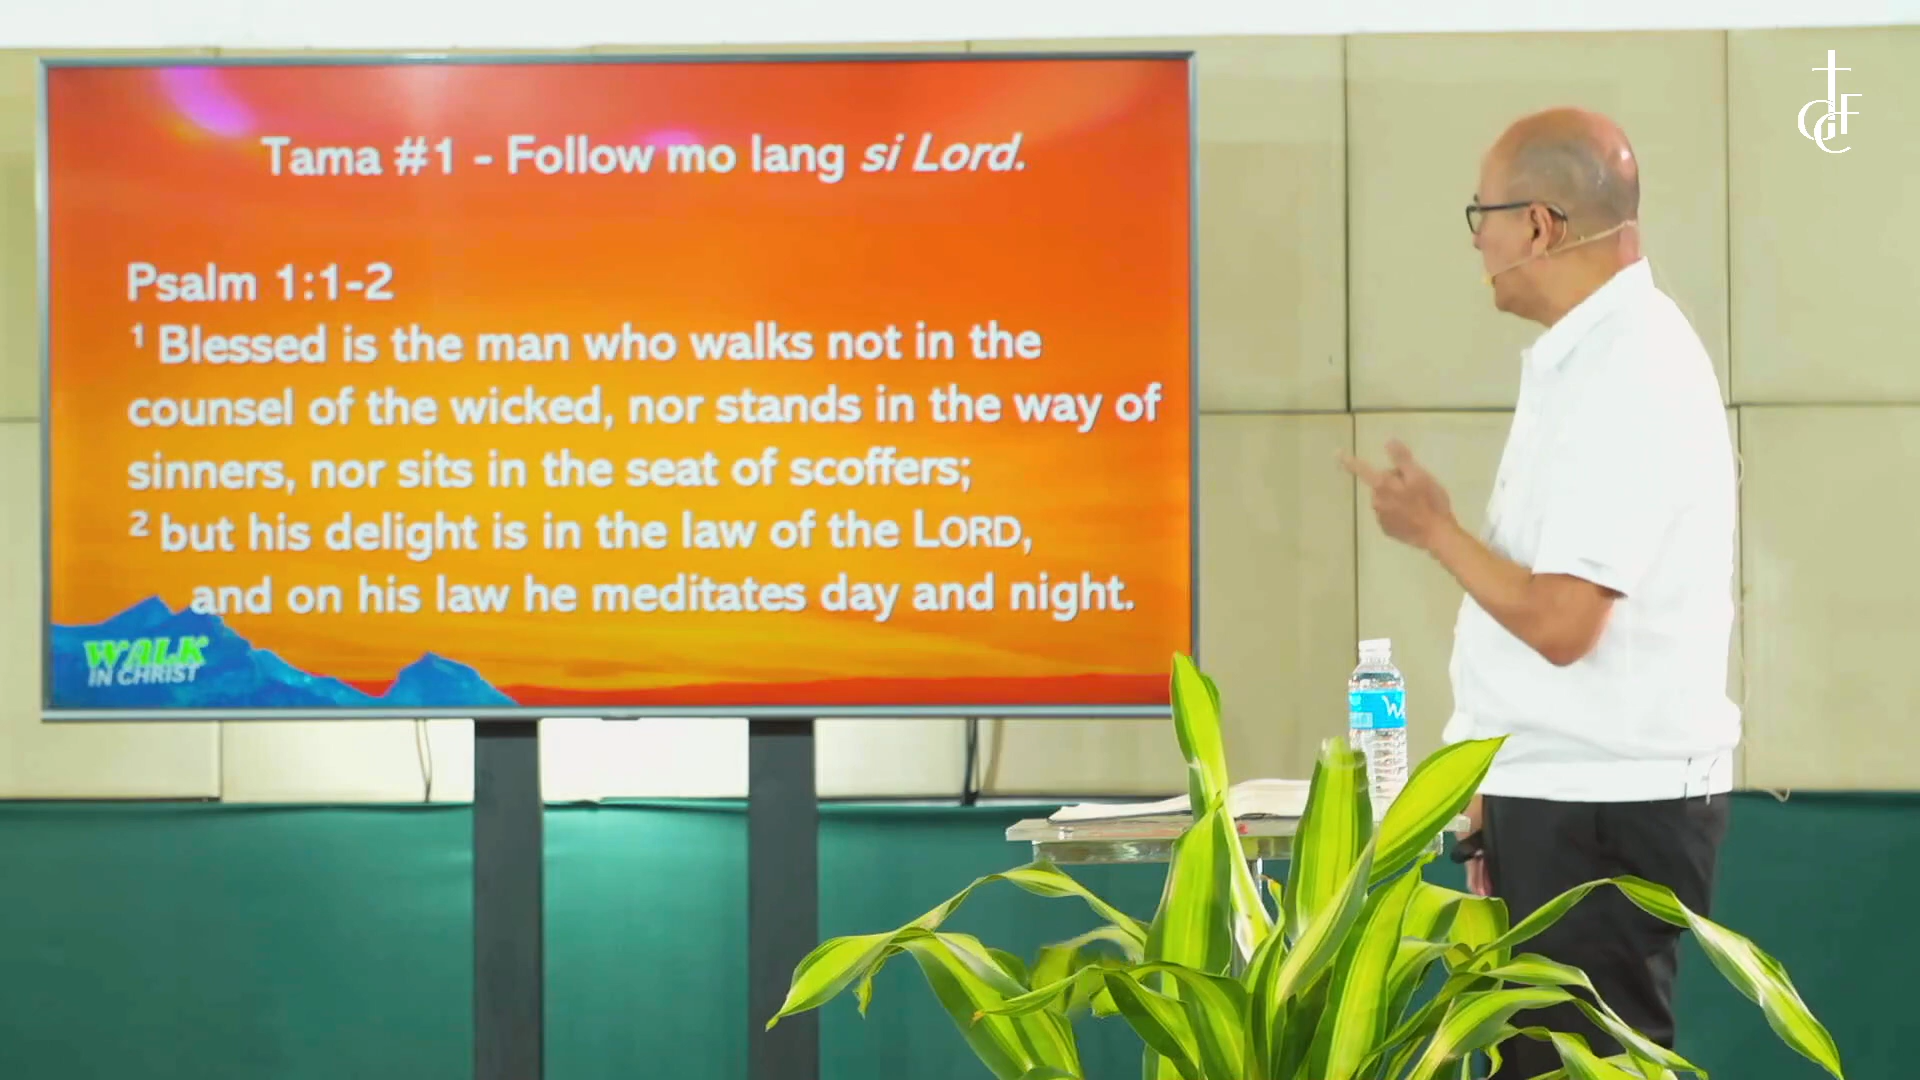 Tama #1 - Follow mo lang si Lord.
Psalm 1:1-2
1 Blessed is the man who walks not in the
counsel of the wicked, nor stands in the way of
sinners, nor sits in the seat of scoffers;
2 but his delight is in the law of the LORD,
and on his law he meditates day and night.
WALK
IN CHRIST